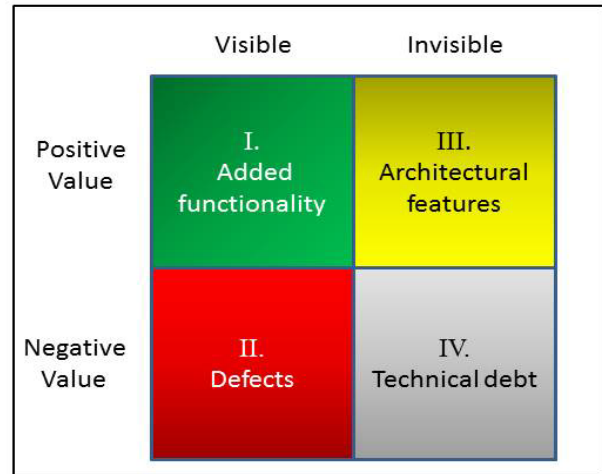 Visible
Invisible
Positive
Value
I.
Added
functionality
III.
Architectural
features
Negative
Value
II.
Defects
IV.
Technical debt